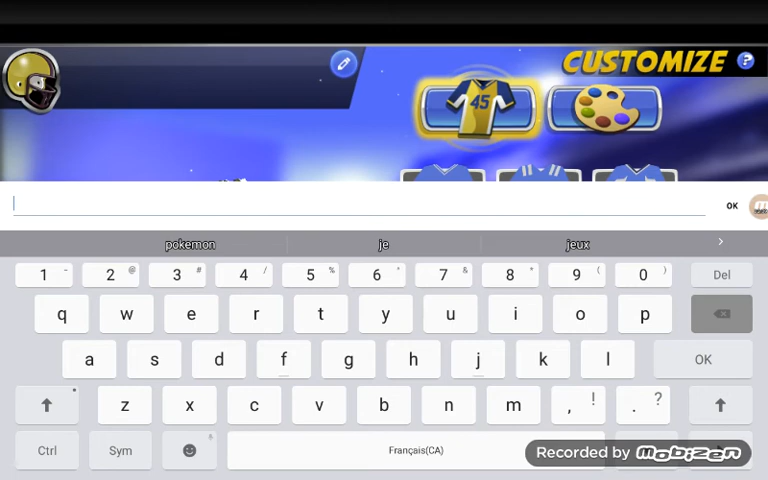 CUSTOMIZE ?
45
OK
pokemon je jeux >
1 - 2 @ 3 # 4 / 5 % 6 ^ 7 & 8 * 9 ( 0 ) Del
q w e r t y u i o p
a s d f g h j k l OK
z x c v b n m , ! . ?
Ctrl Sym Français(CA)
Recorded by mobizen